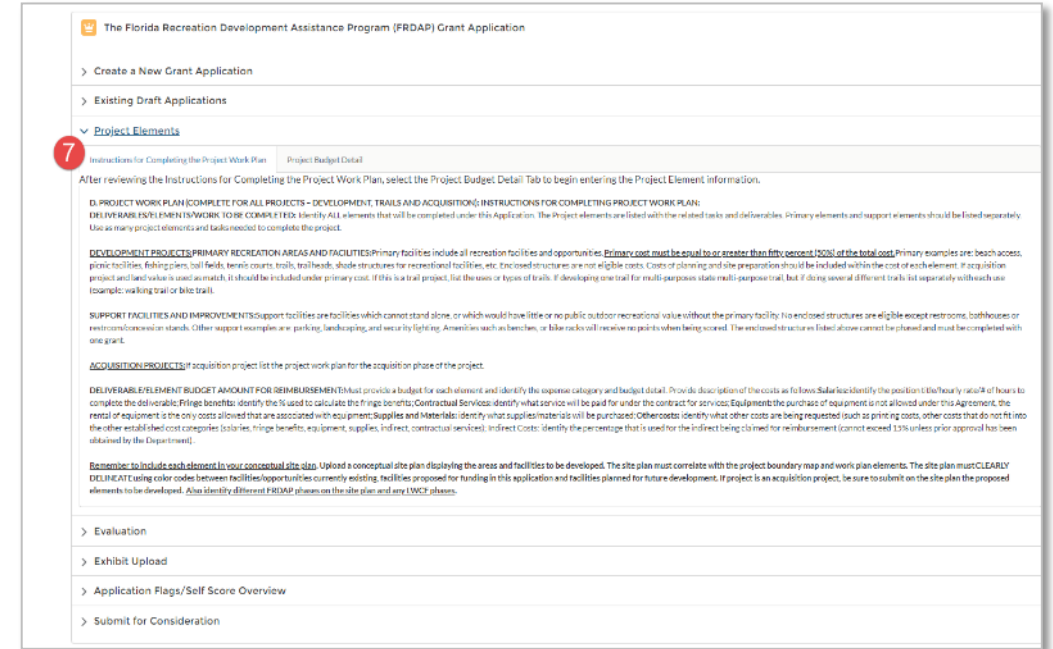 The Florida Recreation Development Assistance Program (FRDAP) Grant Application
Create a New Grant Application
Existing Draft Applications
Project Elements
7
Instructions for Completing the Project Work Plan Project Budget Detail
After reviewing the Instructions for Completing the Project Work Plan, select the Project Budget Detail Tab to begin entering the Project Element information.
D. PROJECT WORK PLAN (COMPLETE FOR ALL PROJECTS – DEVELOPMENT, TRAILS AND ACQUISITION): INSTRUCTIONS FOR COMPLETING PROJECT WORK PLAN:
DELIVERABLES/ELEMENTS/WORK TO BE COMPLETED: Identify ALL elements that will be completed under this Application. The Project elements are listed with the related tasks and deliverables. Primary elements and support elements should be listed separately.
Use as many project elements and tasks needed to complete the project.
DEVELOPMENT PROJECTS:PRIMARY RECREATION AREAS AND FACILITIES:Primary facilities include all recreation facilities and opportunities. Primary cost must be equal to or greater than fifty percent (50%) of the total cost.Primary examples are: beach access,
picnic facilities, fishing piers, ball fields, tennis courts, trails, trailheads, shade structures for recreational facilities, etc. Enclosed structures are not eligible costs. Costs of planning and site preparation should be included within the cost of each element. If acquisition
project and land value is used as match, it should be included under primary cost. If this is a trail project, list the uses or types of trails. If developing one trail for multi-purposes state multi-purpose trail, but if doing several different trails list separately with each use
(example: walking trail or bike trail).
SUPPORT FACILITIES AND IMPROVEMENTS:Support facilities are facilities which cannot stand alone, or which would have little or no public outdoor recreational value without the primary facility. No enclosed structures are eligible except restrooms, bathhouses or
restroom/concession stands. Other support examples are: parking, landscaping, and security lighting. Amenities such as benches, or bike racks will receive no points when being scored. The enclosed structures listed above cannot be phased and must be completed with
one grant.
ACQUISITION PROJECTS:If acquisition project list the project work plan for the acquisition phase of the project.
DELIVERABLE/ELEMENT BUDGET AMOUNT FOR REIMBURSEMENT:Must provide a budget for each element and identify the expense category and budget detail. Provide description of the costs as follows:Salaries:identify the position title/hourly rate/# of hours to
complete the deliverable;Fringe benefits: identify the % used to calculate the fringe benefits;Contractual Services:identify what service will be paid for under the contract for services;Equipment:the purchase of equipment is not allowed under this Agreement, the
rental of equipment is the only costs allowed that are associated with equipment;Supplies and Materials: identify what supplies/materials will be purchased;Othercosts: identify what other costs are being requested (such as printing costs, other costs that do not fit into
the other established cost categories (salaries, fringe benefits, equipment, supplies, indirect, contractual services); Indirect Costs: identify the percentage that is used for the indirect being claimed for reimbursement (cannot exceed 15% unless prior approval has been
obtained by the Department).
Remember to include each element in your conceptual site plan. Upload a conceptual site plan displaying the areas and facilities to be developed. The site plan must correlate with the project boundary map and work plan elements. The site plan must CLEARLY
DELINEATE using color codes between facilities/opportunities currently existing, facilities proposed for funding in this application and facilities planned for future development. If project is an acquisition project, be sure to submit on the site plan the proposed
elements to be developed. Also identify different FRDAP phases on the site plan and any LWCF phases.
Evaluation
Exhibit Upload
Application Flags/Self Score Overview
Submit for Consideration